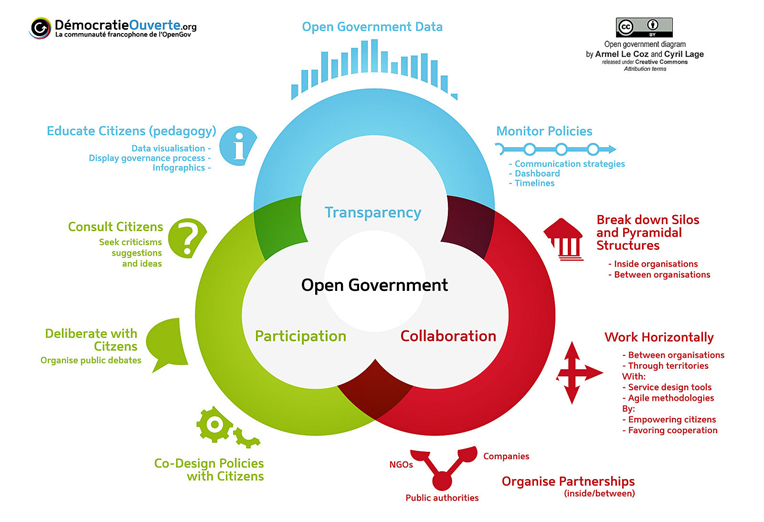 DémocratieOuverte.org
La communauté francophone de l'OpenGov
Open Government Data
CC BY
Open government diagram
by Armel Le Coz and Cyril Lage
released under Creative Commons
Attribution terms
Educate Citizens (pedagogy)
Data visualisation -
Display governance process -
Infographics -
i
Monitor Policies
- Communication strategies
- Dashboard
- Timelines
Transparency
Consult Citizens
Seek criticisms
suggestions
and ideas
?
Break down Silos
and Pyramidal
Structures
- Inside organisations
- Between organisations
Open Government
Participation
Collaboration
Deliberate with
Citzens
Organise public debates
Work Horizontally
- Between organisations
- Through territories
With:
- Service design tools
- Agile methodologies
By:
- Empowering citizens
- Favoring cooperation
Co-Design Policies
with Citizens
NGOs
Companies
Public authorities
Organise Partnerships
(inside/between)